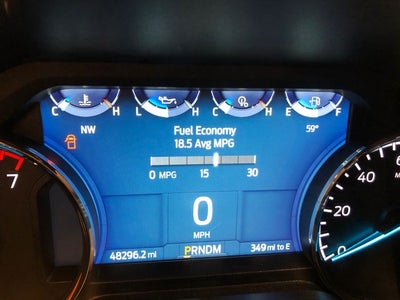 C H L H C H E F
NW
Fuel Economy
59°
18.5 Avg MPG
0 MPG 15 30
7
0
MPH
48296.2 mi
PRNDM
349 mi to E
0
20
40